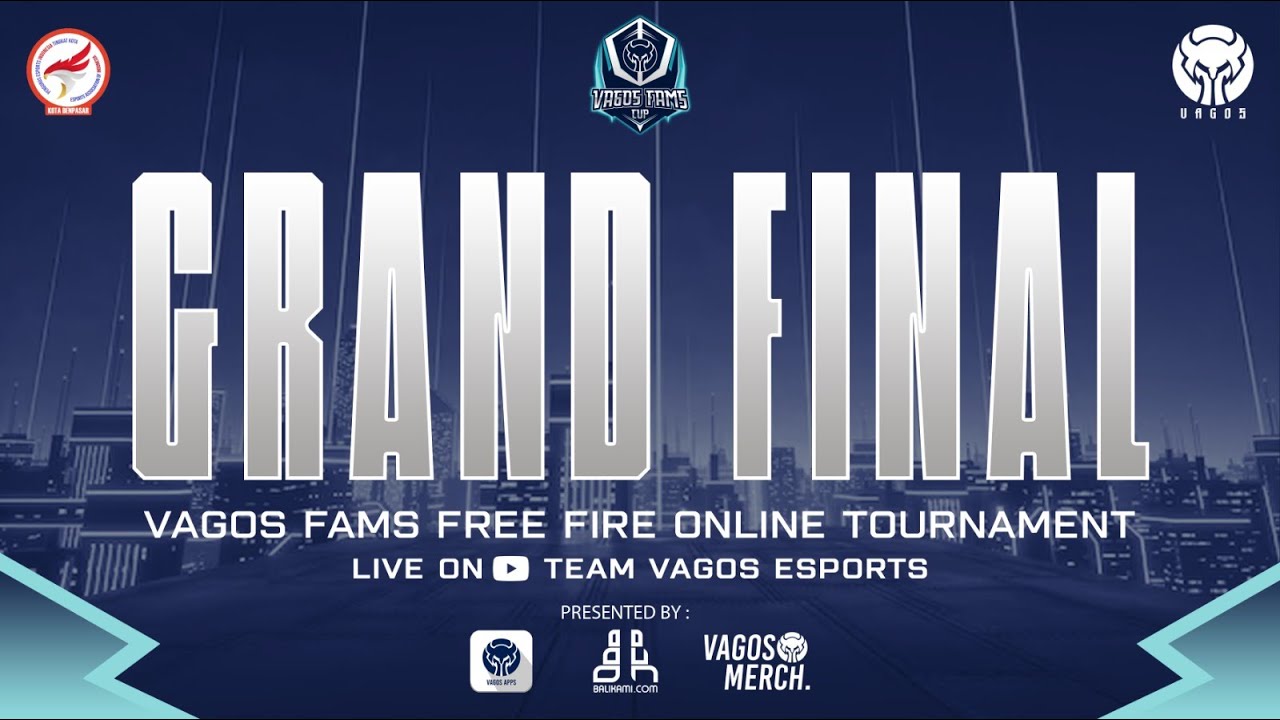 KOTA DENPASAR
VAGOS FAMS
CUP
VAGOS
GRAND FINAL
VAGOS FAMS FREE FIRE ONLINE TOURNAMENT
LIVE ON TEAM VAGOS ESPORTS
PRESENTED BY :
VAGOS APPS
BALIKAMI.COM
VAGOS
MERCH.